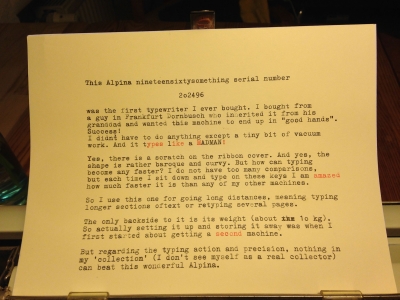 This Alpina nineteensixtysomething serial number
2o2496
was the first typewriter I ever bought. I bought from
a guy in Frankfurt Bornbusch who inherited it from his
grandad and wanted this machine to end up in "good hands".
Success!
I didnt have to do anything except a tiny bit of vacuum
work. And it types like a MADMAN!
Yes, there is a scratch on the ribbon cover. And yes, the
shape is rather baroque and curvy. But how can typing
become any faster? I do not have too many comparisons,
but each time i sit down and type on these keys I am amazed
how much faster it is than any of my other machines.
So I use this one for going long distances, meaning typing
longer sections oftext or retyping several pages.
The only backside to it is its weight (about 1o kg).
So actually setting it up and storing it away was when I
first started about getting a second machine.
But regarding the typing action and precision, nothing in
my 'collection' (I don't see myself as a real collector)
can beat this wonderful Alpina.